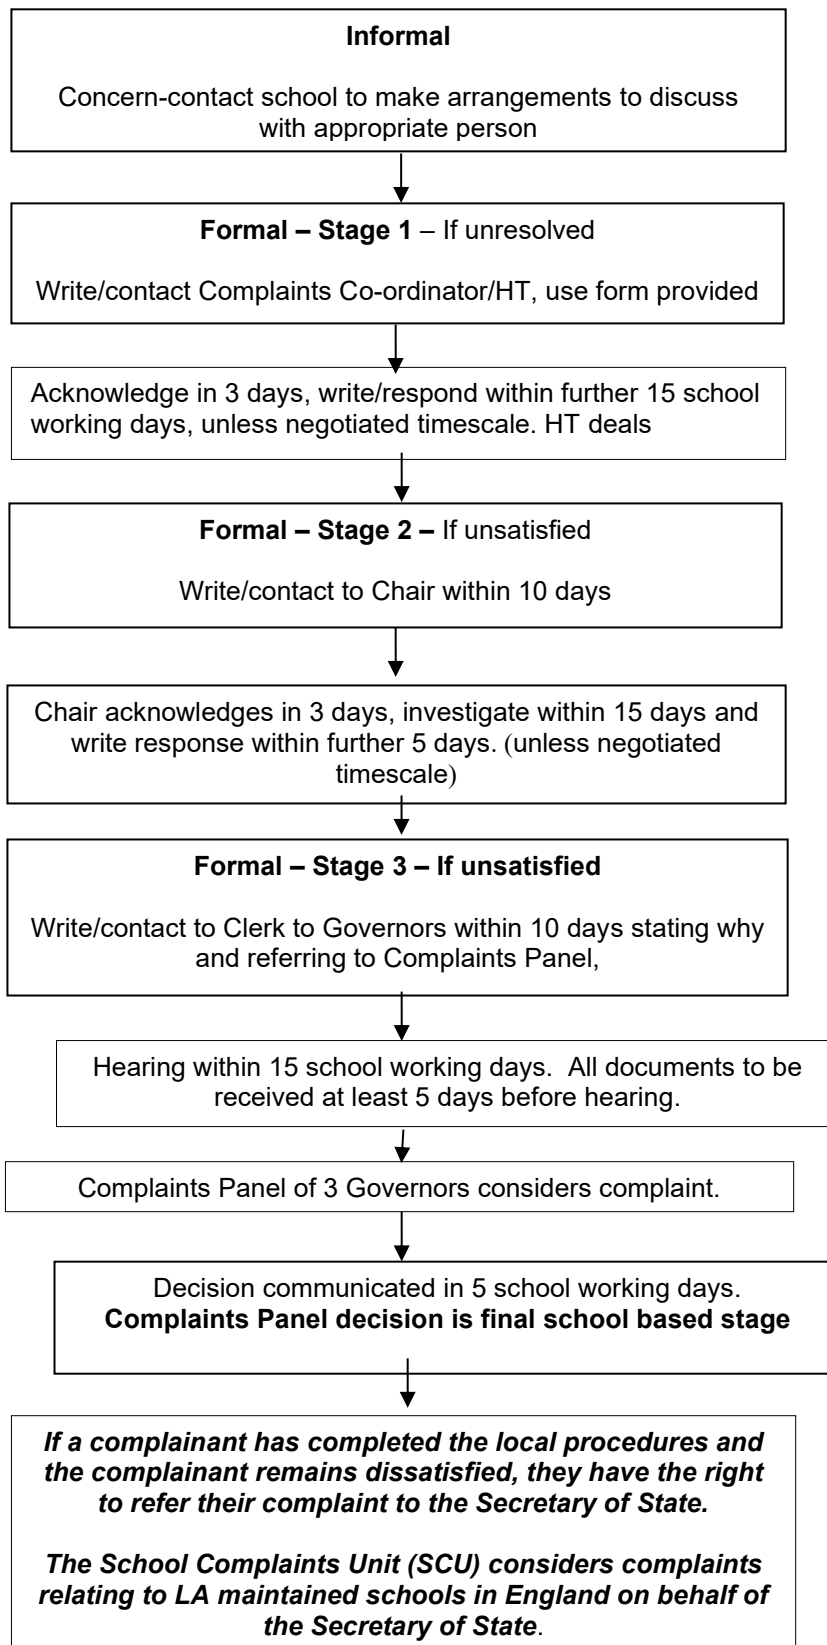 Informal
Concern-contact school to make arrangements to discuss
with appropriate person
Formal – Stage 1 – If unresolved
Write/contact Complaints Co-ordinator/HT, use form provided
Acknowledge in 3 days, write/respond within further 15 school
working days, unless negotiated timescale. HT deals
Formal – Stage 2 – If unsatisfied
Write/contact to Chair within 10 days
Chair acknowledges in 3 days, investigate within 15 days and
write response within further 5 days. (unless negotiated
timescale)
Formal – Stage 3 – If unsatisfied
Write/contact to Clerk to Governors within 10 days stating why
and referring to Complaints Panel,
Hearing within 15 school working days.  All documents to be
received at least 5 days before hearing.
Complaints Panel of 3 Governors considers complaint.
Decision communicated in 5 school working days.
Complaints Panel decision is final school based stage
If a complainant has completed the local procedures and
the complainant remains dissatisfied, they have the right
to refer their complaint to the Secretary of State.
The School Complaints Unit (SCU) considers complaints
relating to LA maintained schools in England on behalf of
the Secretary of State.